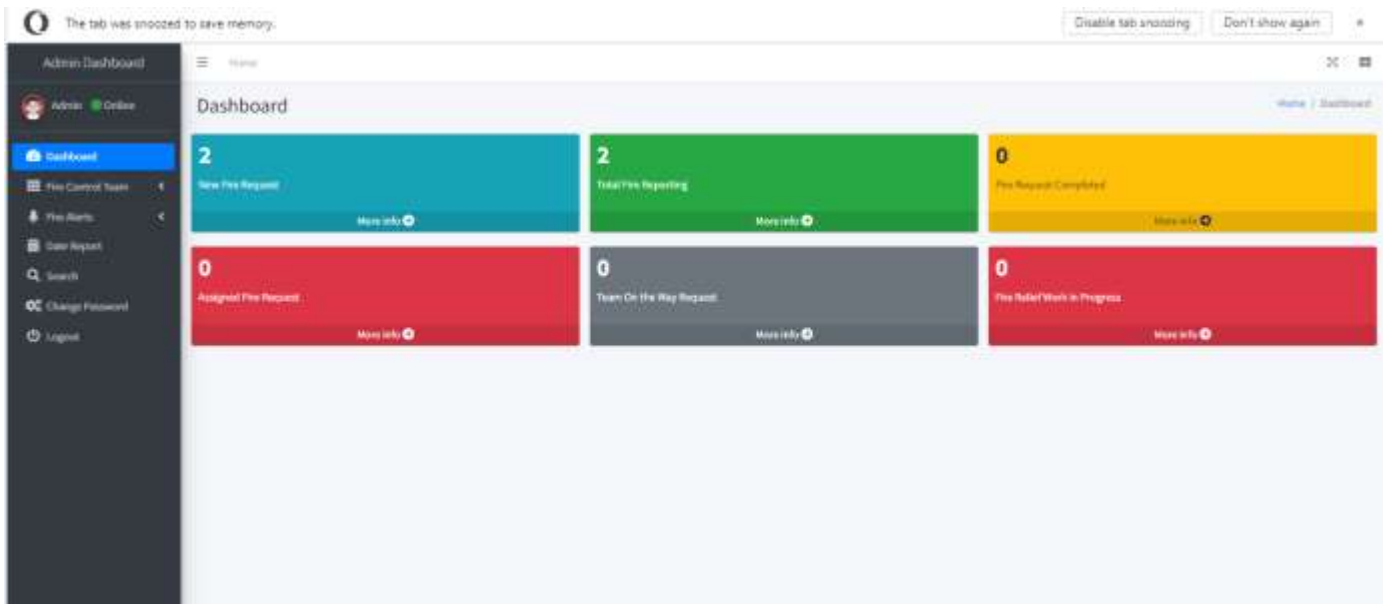 The tab was snoozed to save memory.
Disable tab snoozing
Don't show again
Admin Dashboard
Home
Admin Online
Dashboard
Home / Dashboard
Dashboard
Fire Control Team
Fire Alerts
Date Report
Search
Change Password
Logout
2
New Fire Request
More info
2
Total Fire Reporting
More info
0
Fire Request Completed
More info
0
Assigned Fire Request
More info
0
Team On the Way Request
More info
0
Fire Relief Work in Progress
More info